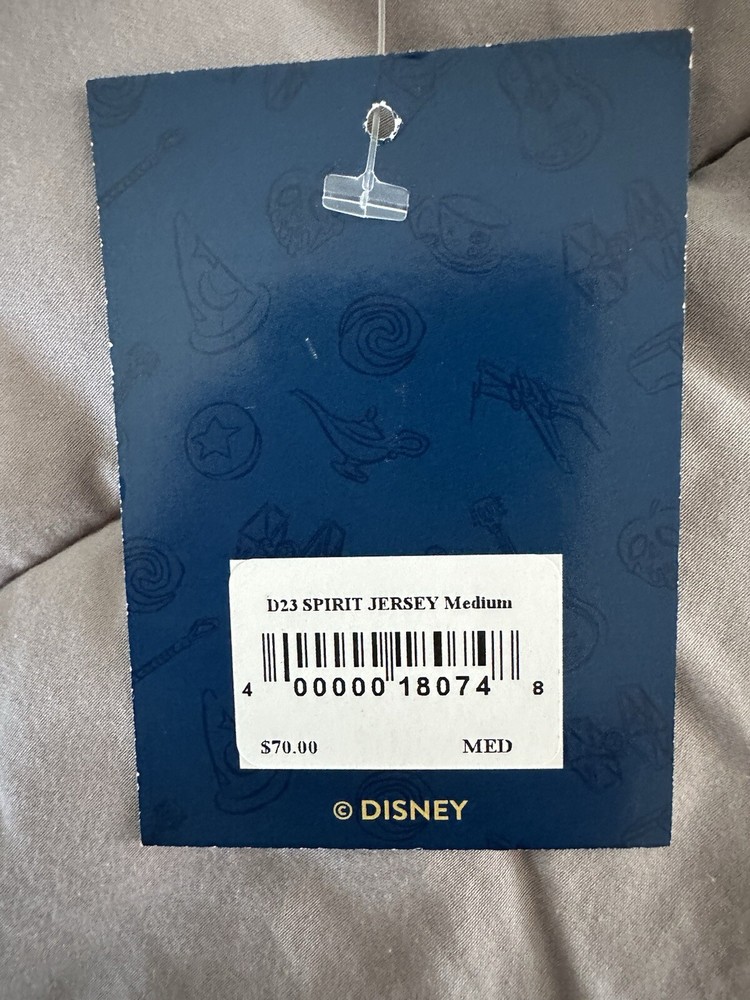 D23 SPIRIT JERSEY Medium
4 00000 18074 8
$70.00 MED
© DISNEY